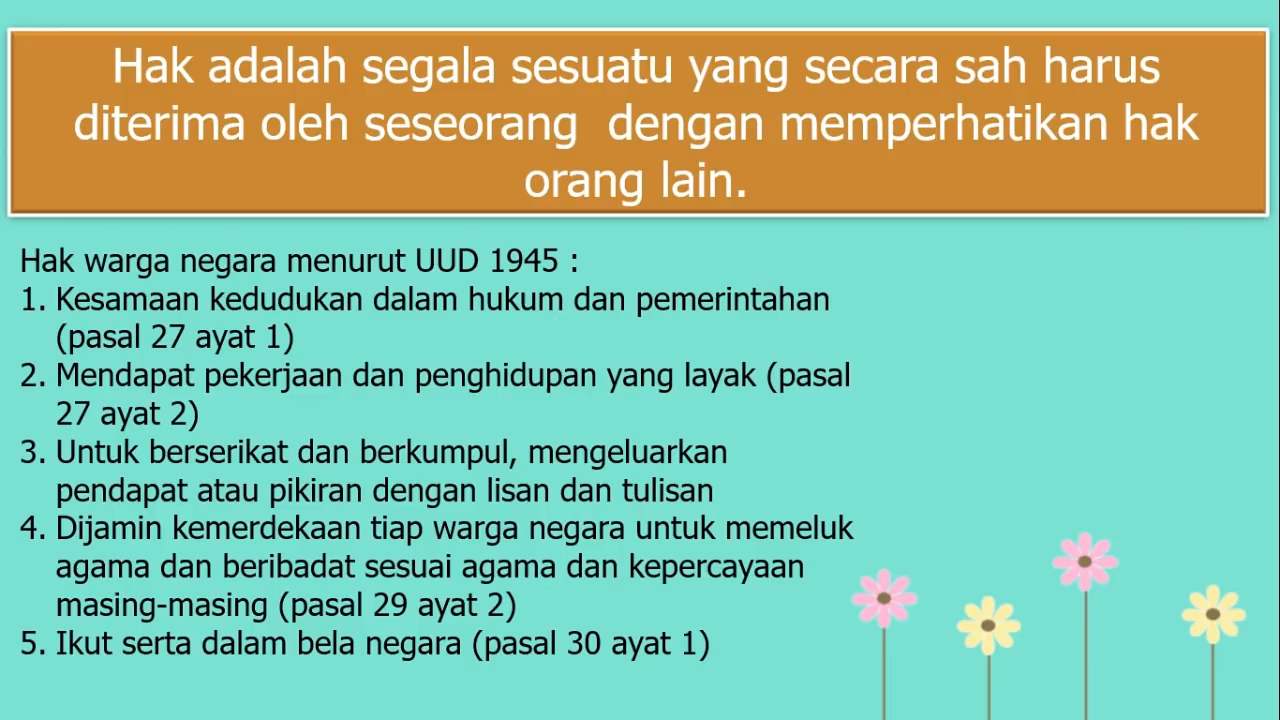 Hak adalah segala sesuatu yang secara sah harus
diterima oleh seseorang  dengan memperhatikan hak
orang lain.
Hak warga negara menurut UUD 1945 :
1. Kesamaan kedudukan dalam hukum dan pemerintahan
(pasal 27 ayat 1)
2. Mendapat pekerjaan dan penghidupan yang layak (pasal
27 ayat 2)
3. Untuk berserikat dan berkumpul, mengeluarkan
pendapat atau pikiran dengan lisan dan tulisan
4. Dijamin kemerdekaan tiap warga negara untuk memeluk
agama dan beribadat sesuai agama dan kepercayaan
masing-masing (pasal 29 ayat 2)
5. Ikut serta dalam bela negara (pasal 30 ayat 1)